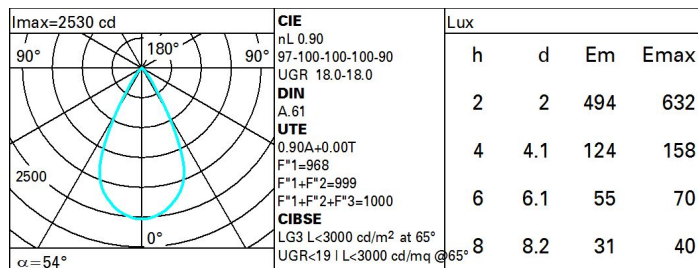 Imax=2530 cd
90°
180°
90°
2500
0°
α=54°
CIE
nL 0.90
97-100-100-100-90
UGR 18.0-18.0
DIN
A.61
UTE
0.90A+0.00T
F"1=968
F"1+F"2=999
F"1+F"2+F"3=1000
CIBSE
LG3 L<3000 cd/m² at 65°
UGR<19 | L<3000 cd/mq @65°
Lux
h d Em Emax
2 2 494 632
4 4.1 124 158
6 6.1 55 70
8 8.2 31 40